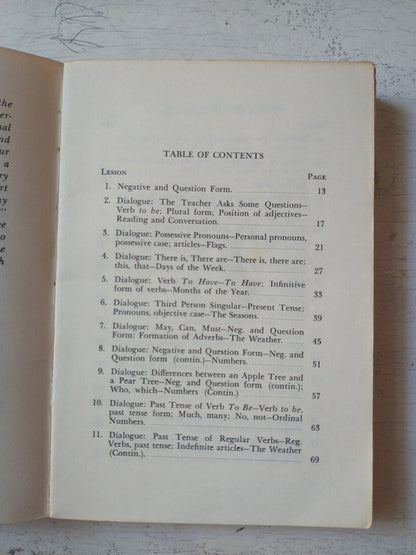 the
er-
nal
nd
ur
a
ry
rt
ny
"
e
o
h
TABLE OF CONTENTS
LESSON PAGE
1. Negative and Question Form. 13
2. Dialogue: The Teacher Asks Some Questions—
Verb to be; Plural form; Position of adjectives—
Reading and Conversation. 17
3. Dialogue: Possessive Pronouns—Personal pronouns,
possessive case; articles—Flags. 21
4. Dialogue: There is, There are—There is, there are;
this, that—Days of the Week. 27
5. Dialogue: Verb To Have—To Have; Infinitive
form of verbs—Months of the Year. 33
6. Dialogue: Third Person Singular—Present Tense;
Pronouns, objective case—The Seasons. 39
7. Dialogue: May, Can, Must—Neg. and Question
Form; Formation of Adverbs—The Weather. 45
8. Dialogue: Negative and Question Form—Neg. and
Question form (contin.)—Numbers. 51
9. Dialogue: Differences between an Apple Tree and
a Pear Tree—Neg. and Question form (contin.);
Who, which—Numbers (Contin.) 57
10. Dialogue: Past Tense of Verb To Be—Verb to be,
past tense form; Much, many; No, not—Ordinal
Numbers. 63
11. Dialogue: Past Tense of Regular Verbs—Reg.
Verbs, past tense; Indefinite articles—The Weather
(Contin.). 69